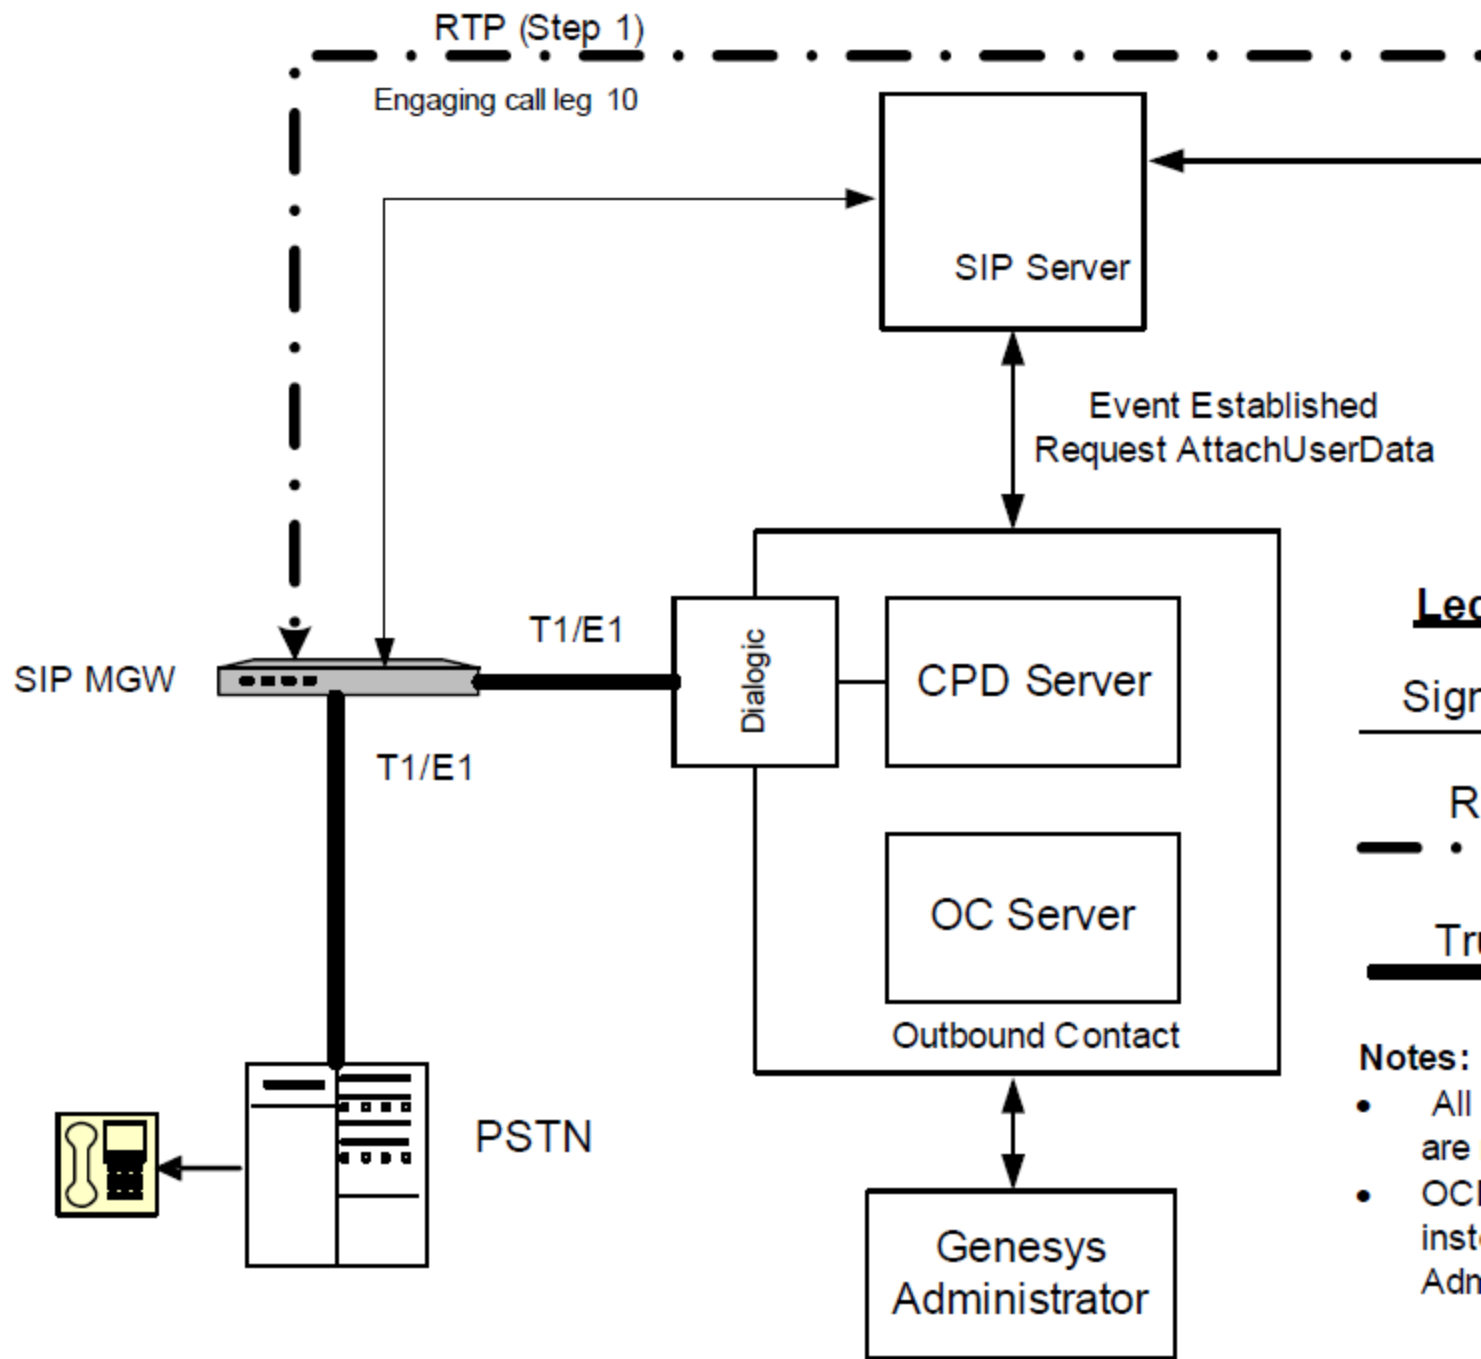 RTP (Step 1)
Engaging call leg 10
SIP Server
Event Established
Request AttachUserData
T1/E1
Dialogic
CPD Server
SIP MGW
T1/E1
OC Server
Outbound Contact
PSTN
Genesys
Administrator
Notes:
• All
are
•